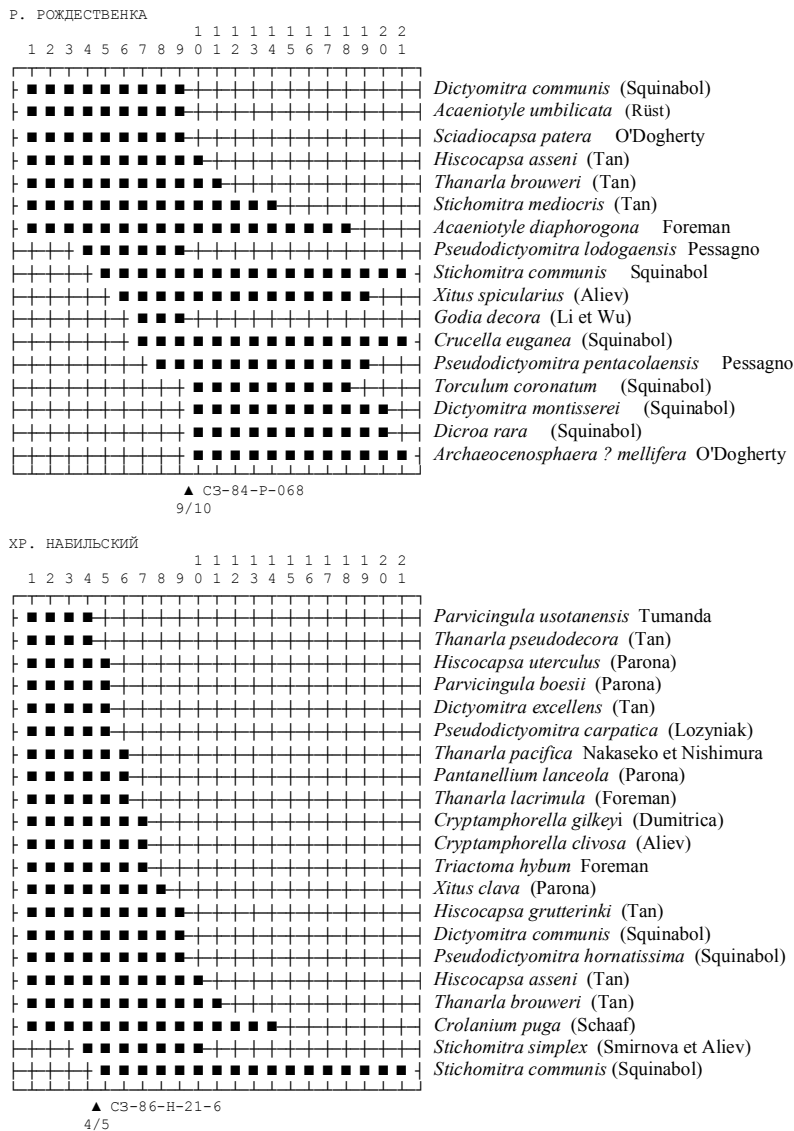 Р. РОЖДЕСТВЕНКА
1 1 1 1 1 1 1 1 1 1 2 2
1 2 3 4 5 6 7 8 9 0 1 2 3 4 5 6 7 8 9 0 1
Dictyomitra communis (Squinabol)
Acaeniotyle umbilicata (Rüst)
Sciadiocapsa patera O'Dogherty
Hiscocapsa asseni (Tan)
Thanarla brouweri (Tan)
Stichomitra mediocris (Tan)
Acaeniotyle diaphorogona Foreman
Pseudodictyomitra lodogaensis Pessagno
Stichomitra communis Squinabol
Xitus spicularius (Aliev)
Godia decora (Li et Wu)
Crucella euganea (Squinabol)
Pseudodictyomitra pentacolaensis Pessagno
Torculum coronatum (Squinabol)
Dictyomitra montisserei (Squinabol)
Dicroa rara (Squinabol)
Archaeocenosphaera ? mellifera O'Dogherty
▲ СЗ-84-Р-068
9/10
ХР. НАБИЛЬСКИЙ
1 1 1 1 1 1 1 1 1 1 2 2
1 2 3 4 5 6 7 8 9 0 1 2 3 4 5 6 7 8 9 0 1
Parvicingula usotanensis Tumanda
Thanarla pseudodecora (Tan)
Hiscocapsa uterculus (Parona)
Parvicingula boesii (Parona)
Dictyomitra excellens (Tan)
Pseudodictyomitra carpatica (Lozyniak)
Thanarla pacifica Nakaseko et Nishimura
Pantanellium lanceola (Parona)
Thanarla lacrimula (Foreman)
Cryptamphorella gilkeyi (Dumitrica)
Cryptamphorella clivosa (Aliev)
Triactoma hybum Foreman
Xitus clava (Parona)
Hiscocapsa grutterinki (Tan)
Dictyomitra communis (Squinabol)
Pseudodictyomitra hornatissima (Squinabol)
Hiscocapsa asseni (Tan)
Thanarla brouweri (Tan)
Crolanium puga (Schaaf)
Stichomitra simplex (Smirnova et Aliev)
Stichomitra communis (Squinabol)
▲ СЗ-86-Н-21-6
4/5